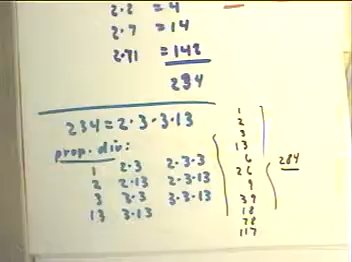 2·2 = 4
2·7 = 14
2·71 = 142
234
234 = 2·3·3·13
prop. div:
1 2·3 2·3·3
2 2·13 2·3·13
3 3·3 3·3·13
13 3·13
1
2
3
13
6
26
9
39
18
78
117
284